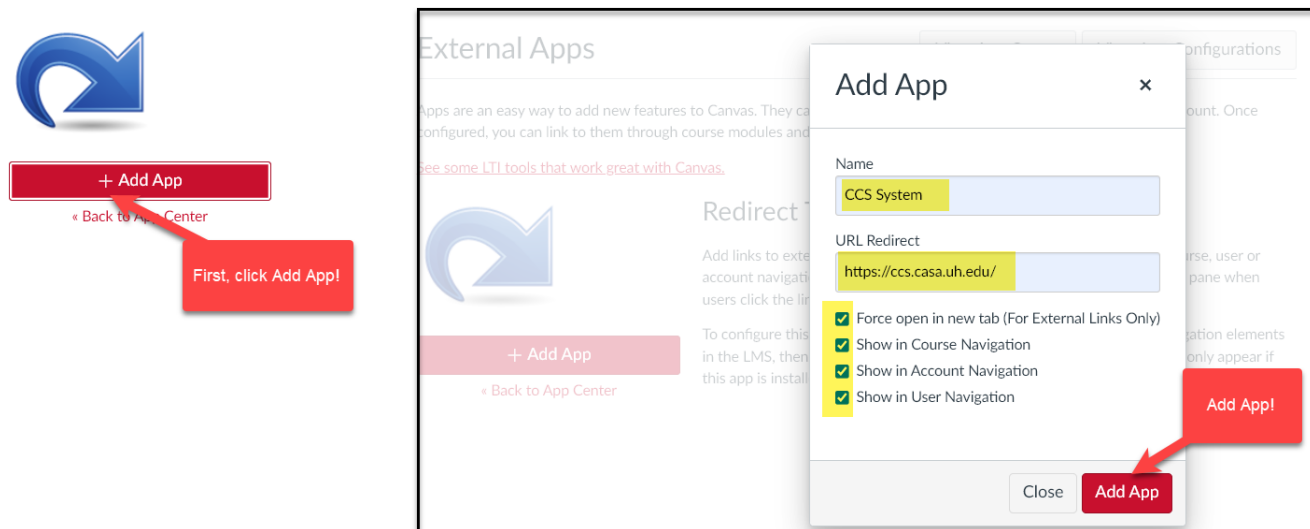 + Add App
« Back to App Center
First, click Add App!
External Apps
Configurations
Apps are an easy way to add new features to Canvas. They
ount. Once
configured, you can link to them through course modules and
See some LTI tools that work great with Canvas.
Redirect
Add links to
rse, user or
account
pane when
users click the
To configure this
gation elements
in the LMS, then
only appear if
this app is
+ Add App
« Back to App Center
Add App
×
Name
CCS System
URL Redirect
https://ccs.casa.uh.edu/
Force open in new tab (For External Links Only)
Show in Course Navigation
Show in Account Navigation
Show in User Navigation
Close
Add App
Add App!